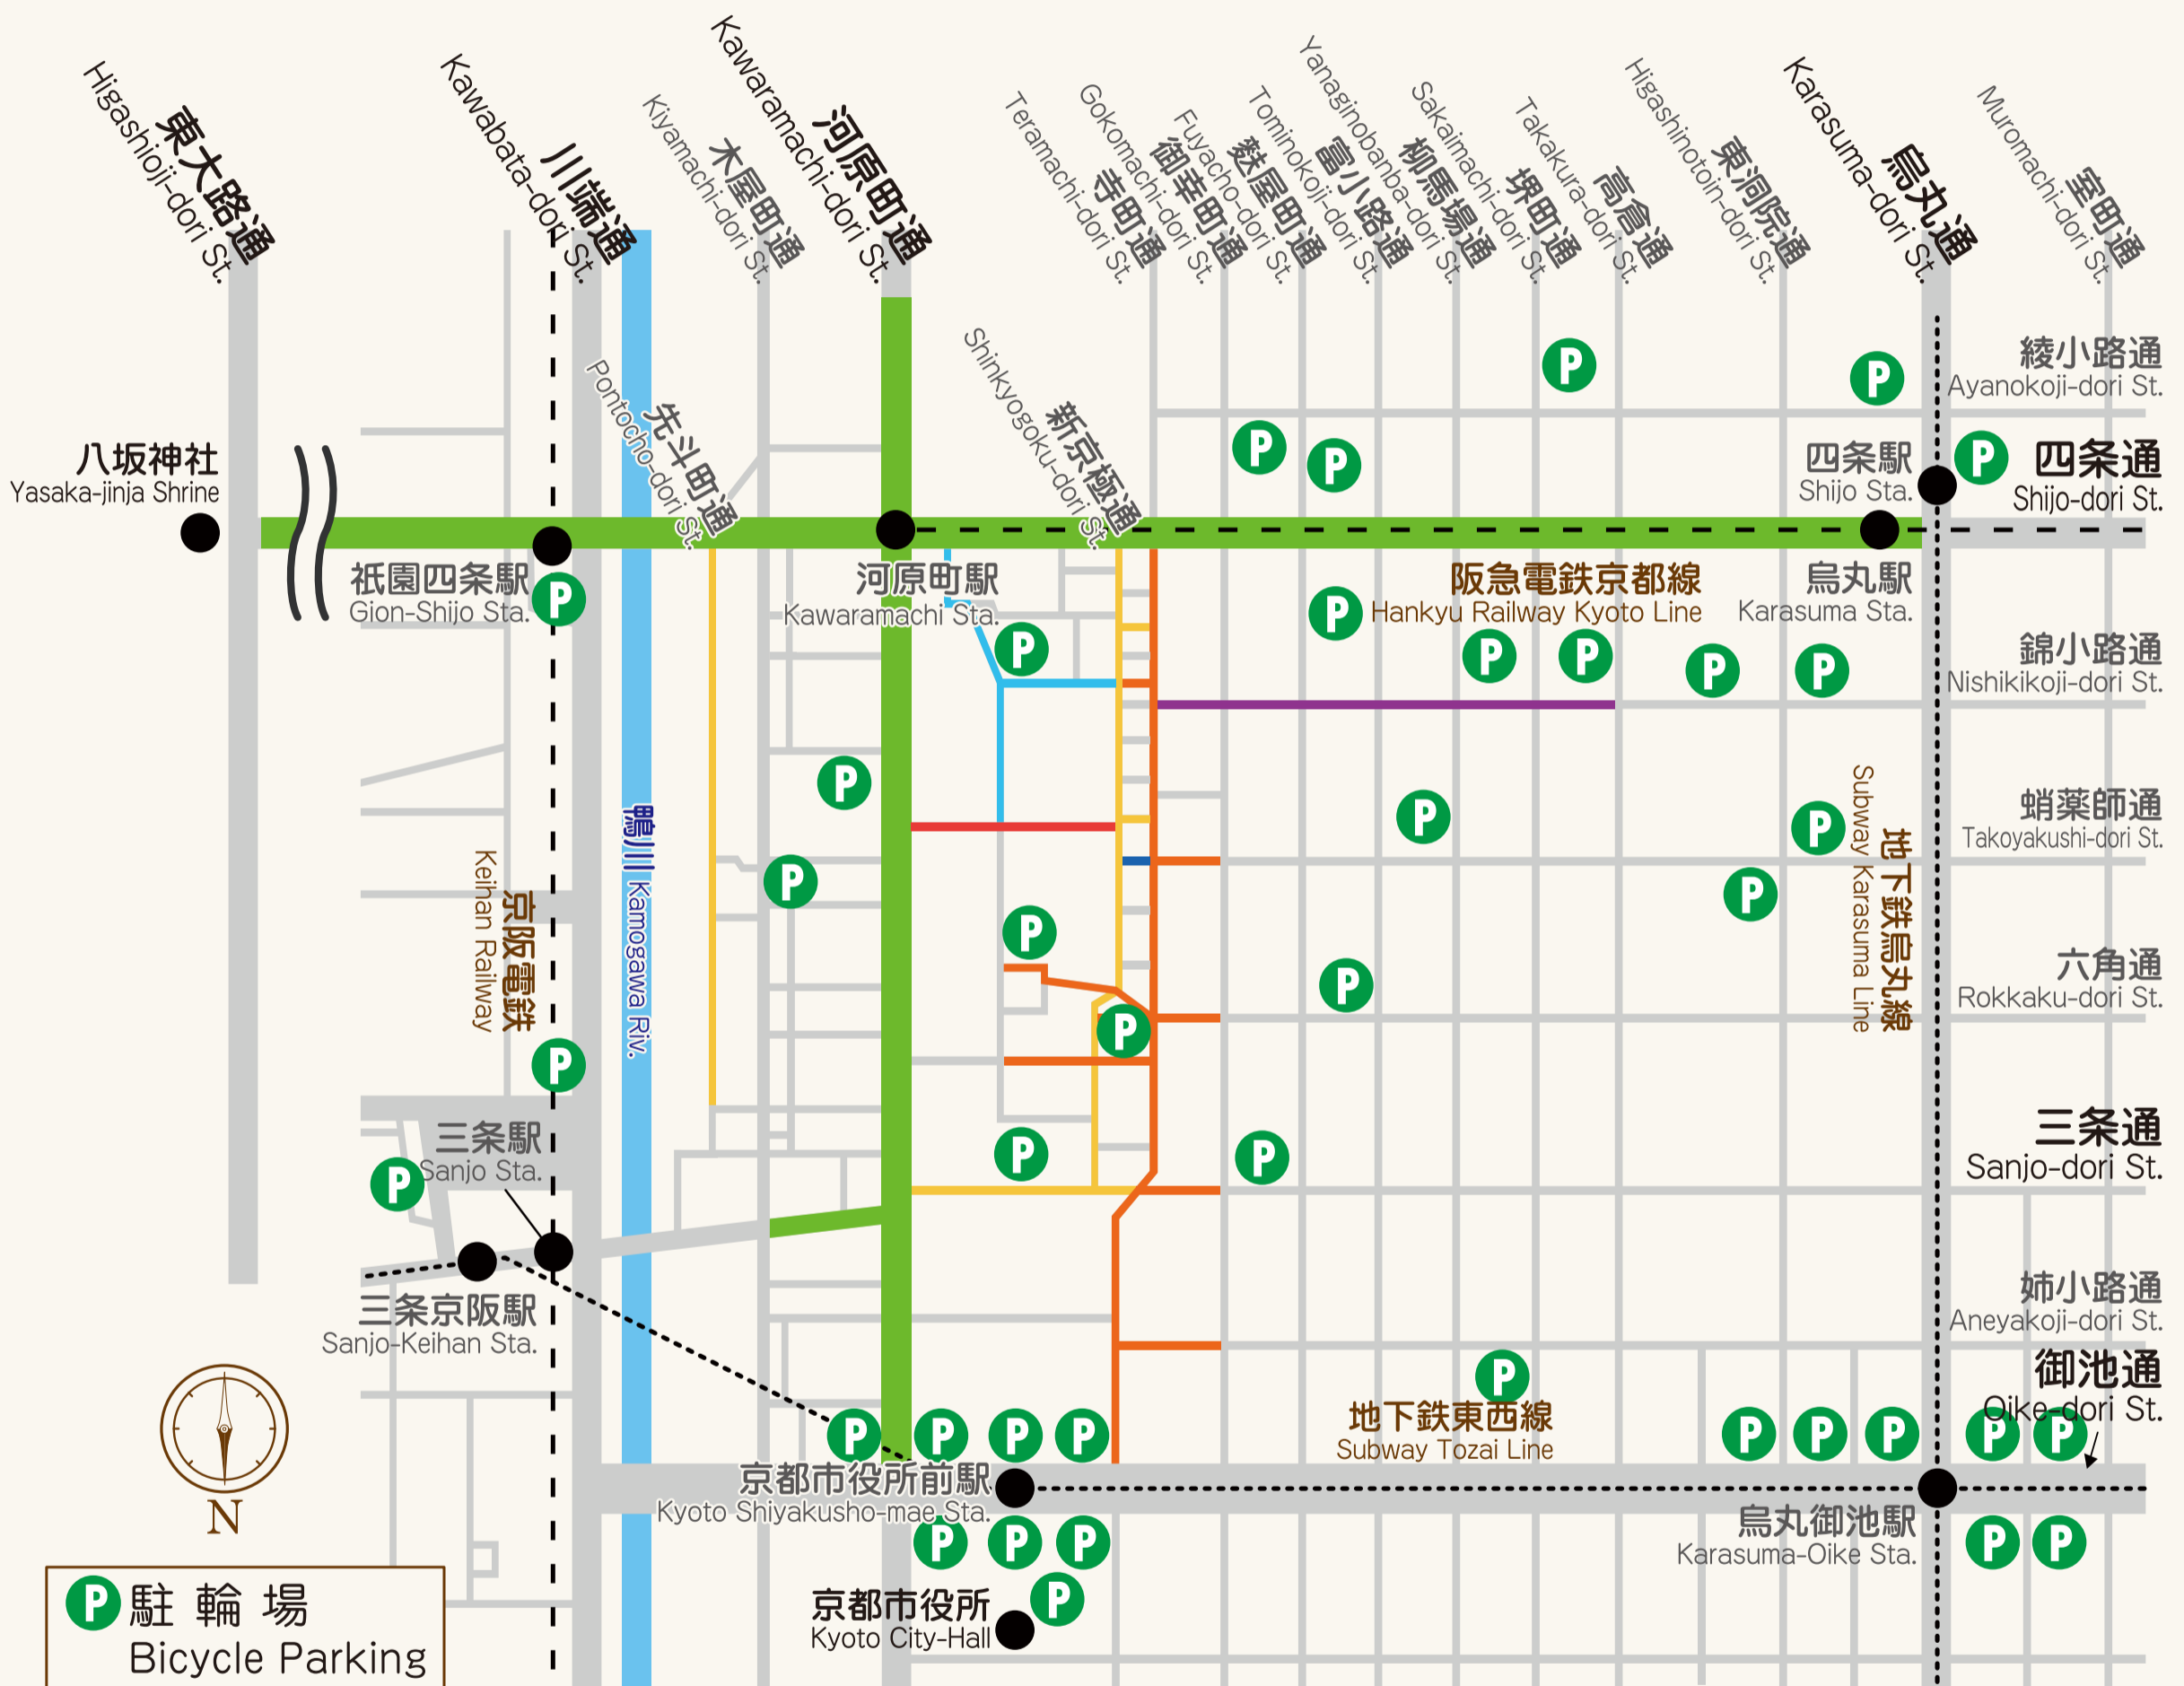 東大路通
Higashioji-dori St.
川端通
Kawabata-dori St.
木屋町通
Kiyamachi-dori St.
河原町通
Kawaramachi-dori St.
寺町通
Teramachi-dori St.
御幸町通
Gokomachi-dori St.
麩屋町通
Fuyacho-dori St.
富小路通
Tominokoji-dori St.
柳馬場通
Yanaginobanba-dori St.
堺町通
Sakaimachi-dori St.
高倉通
Takakura-dori St.
東洞院通
Higashinotoin-dori St.
烏丸通
Karasuma-dori St.
室町通
Muromachi-dori St.
先斗町通
Pontocho-dori St.
新京極通
Shinkyogoku-dori St.
P
P
綾小路通
Ayanokoji-dori St.
八坂神社
Yasaka-jinja Shrine
P
P
四条駅
Shijo Sta.
P
四条通
Shijo-dori St.
祇園四条駅
Gion-Shijo Sta.
P
河原町駅
Kawaramachi Sta.
P
P
阪急電鉄京都線
Hankyu Railway Kyoto Line
烏丸駅
Karasuma Sta.
P
P
P
P
錦小路通
Nishikikoji-dori St.
P
P
P
蛸薬師通
Takoyakushi-dori St.
地下鉄烏丸線
Subway Karasuma Line
鴨川 Kamogawa Riv.
京阪電鉄
Keihan Railway
P
P
P
P
六角通
Rokkaku-dori St.
P
P
三条駅
Sanjo Sta.
P
P
P
三条通
Sanjo-dori St.
三条京阪駅
Sanjo-Keihan Sta.
姉小路通
Aneyakoji-dori St.
御池通
Oike-dori St.
P
地下鉄東西線
Subway Tozai Line
P
P
P
P
P
P
P
P
P
京都市役所前駅
Kyoto Shiyakusho-mae Sta.
烏丸御池駅
Karasuma-Oike Sta.
P
P
P
P
P
P
京都市役所
Kyoto City-Hall
N
P 駐輪場
Bicycle Parking